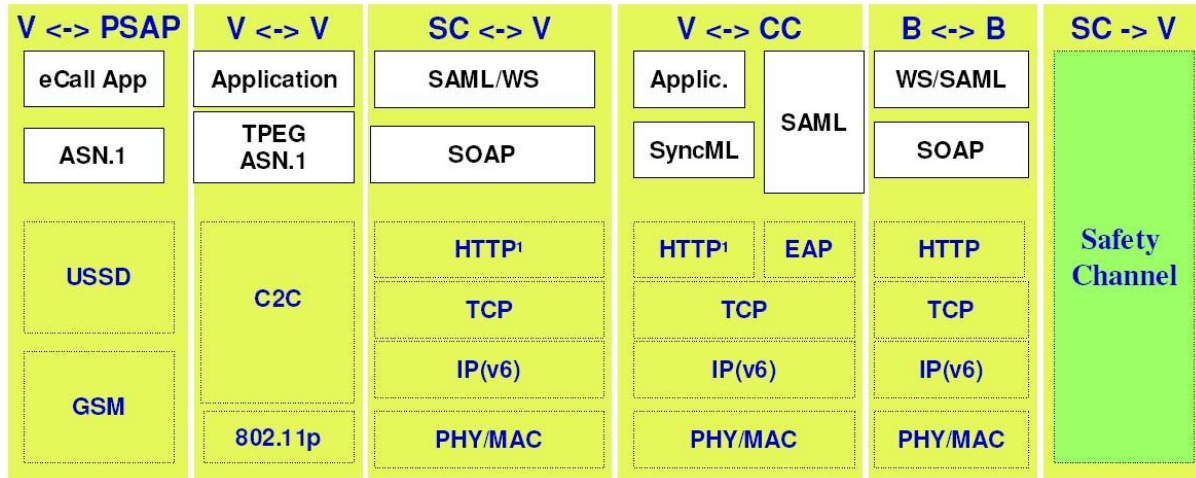 V <-> PSAP
eCall App
ASN.1
USSD
GSM
V <-> V
Application
TPEG
ASN.1
C2C
802.11p
SC <-> V
SAML/WS
SOAP
HTTP¹
TCP
IP(v6)
PHY/MAC
V <-> CC
Applic.
SyncML
SAML
HTTP¹
EAP
TCP
IP(v6)
PHY/MAC
B <-> B
WS/SAML
SOAP
HTTP
TCP
IP(v6)
PHY/MAC
SC -> V
Safety
Channel